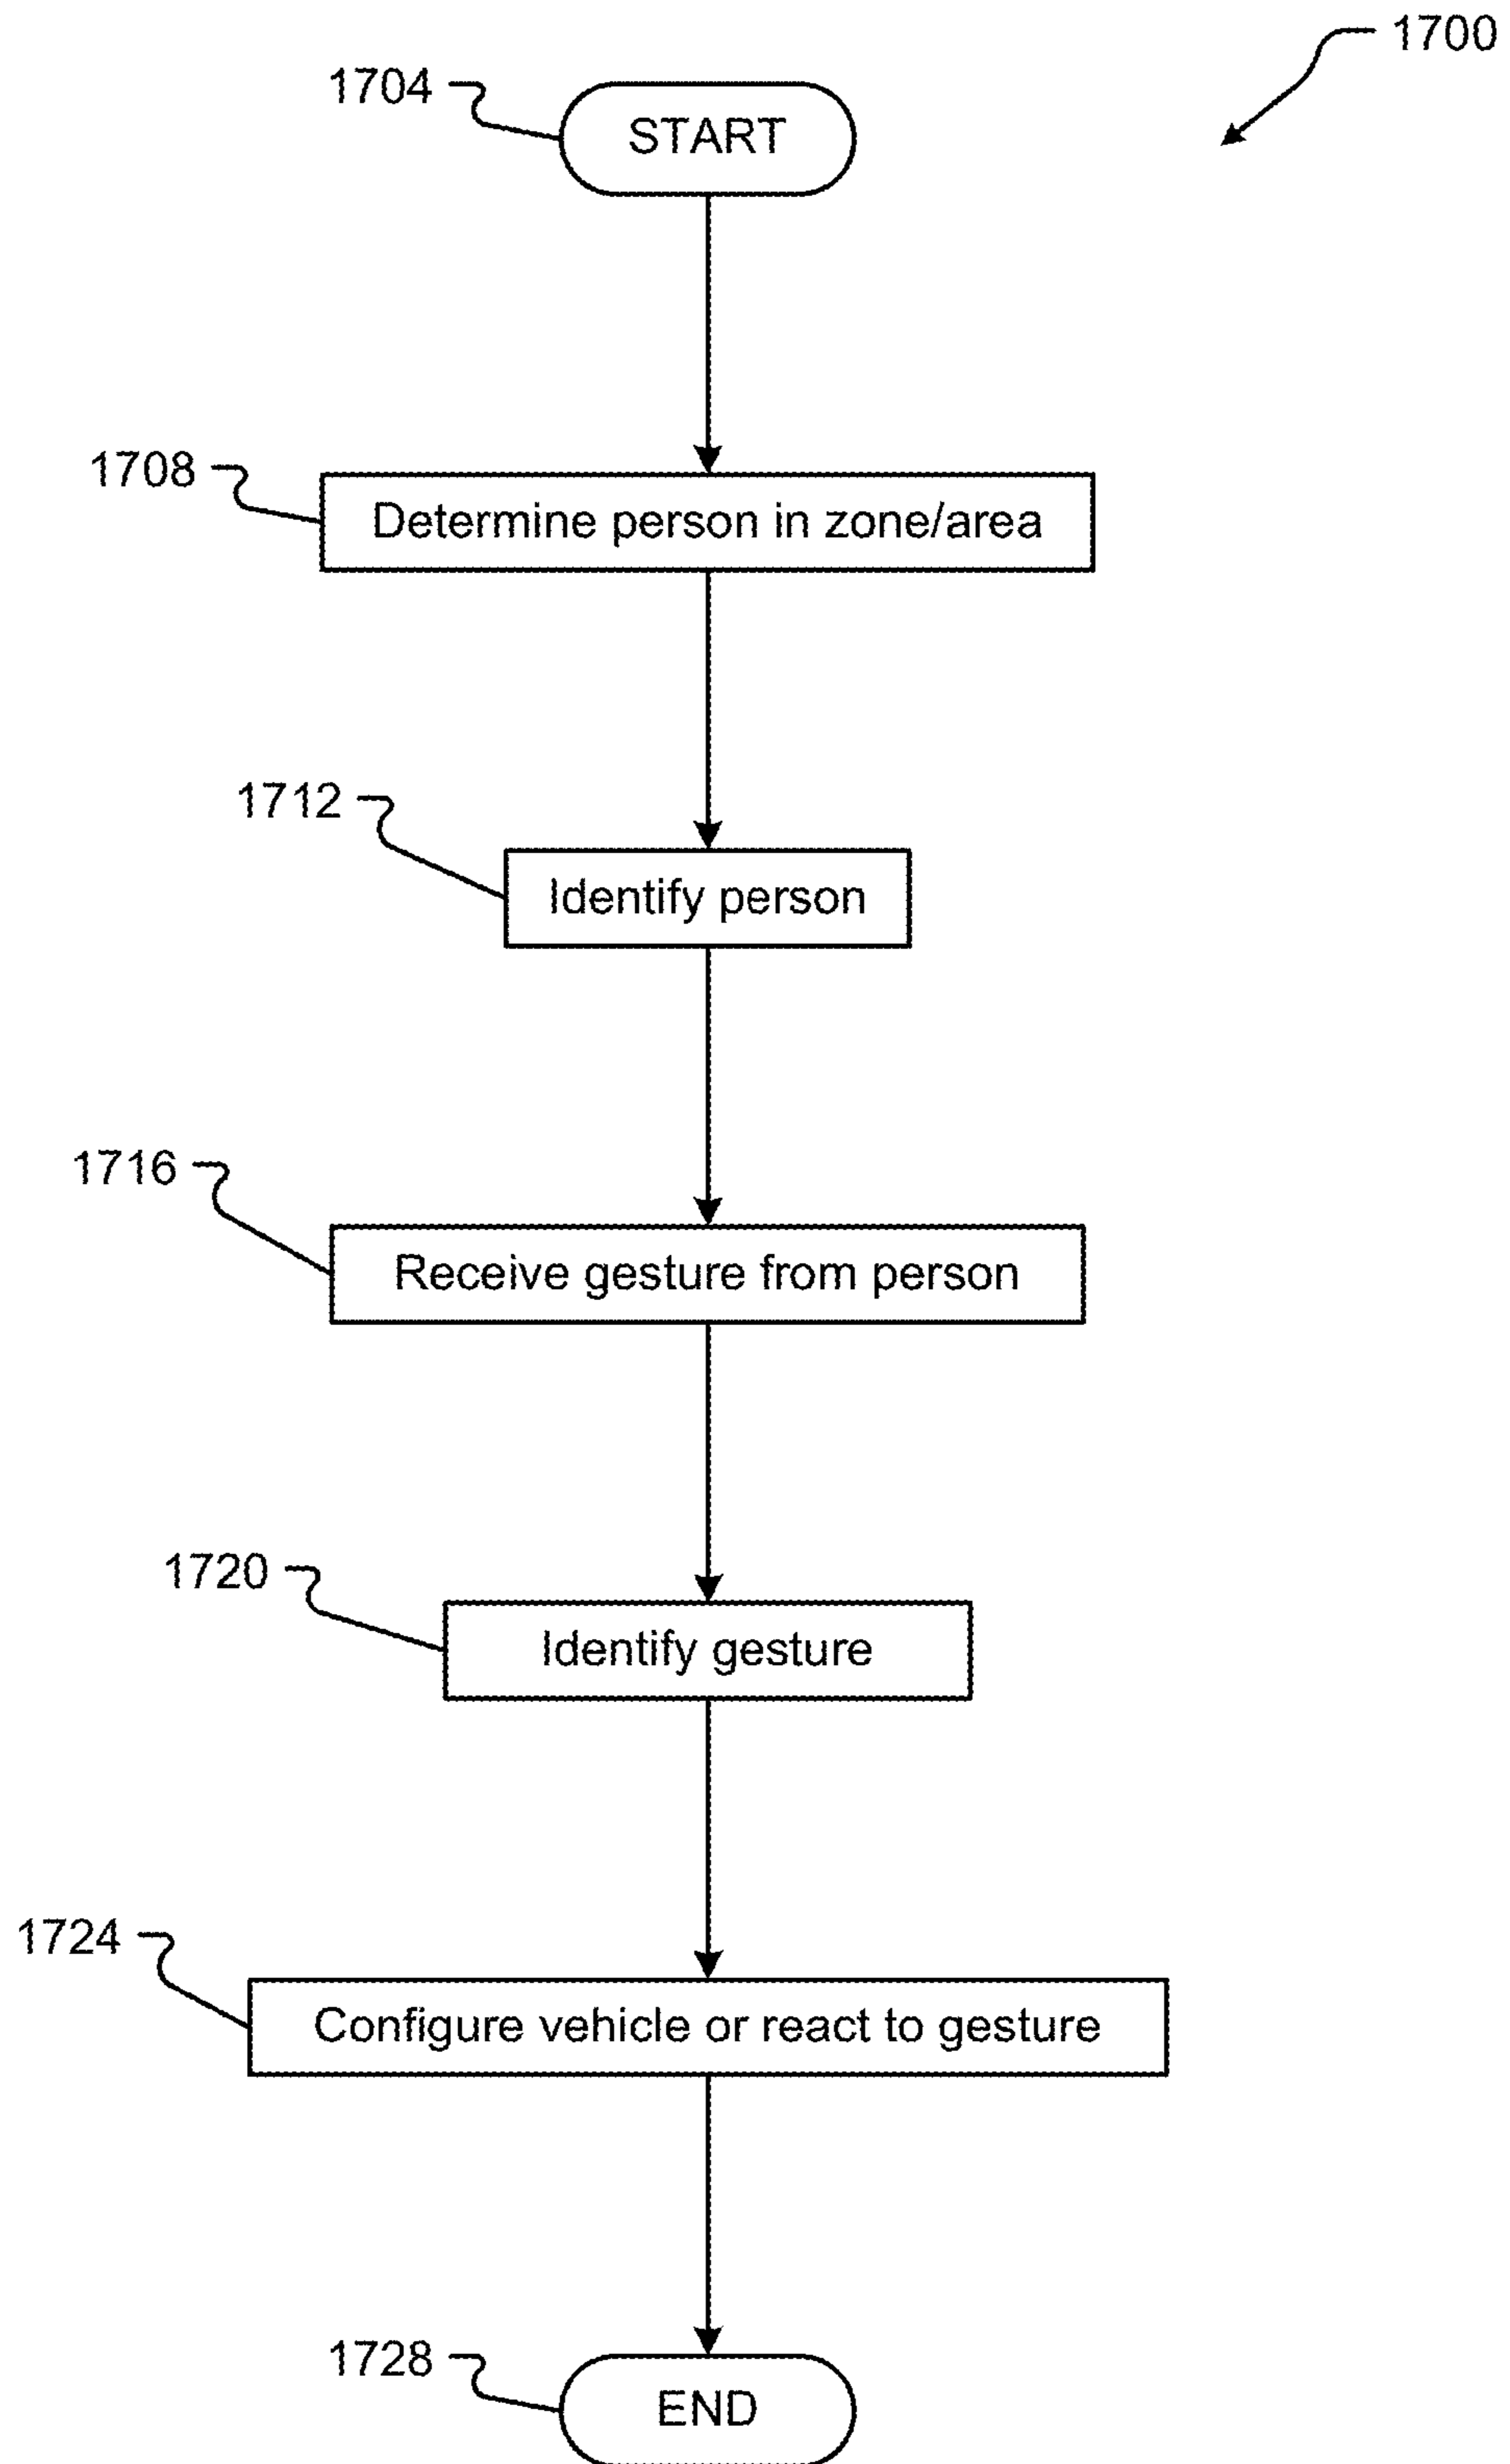 1700
1704
START
1708
Determine person in zone/area
1712
Identify person
1716
Receive gesture from person
1720
Identify gesture
1724
Configure vehicle or react to gesture
1728
END